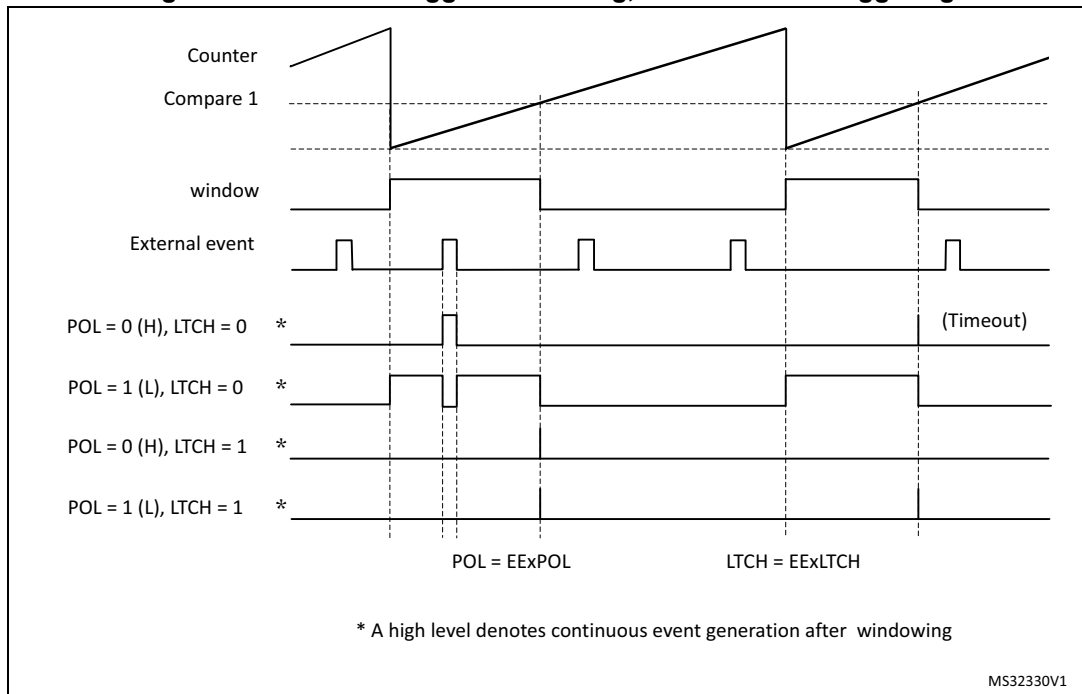 Counter
Compare 1
window
External event
POL = 0 (H), LTCH = 0 *
(Timeout)
POL = 1 (L), LTCH = 0 *
POL = 0 (H), LTCH = 1 *
POL = 1 (L), LTCH = 1 *
POL = EExPOL LTCH = EExLTCH
* A high level denotes continuous event generation after windowing
MS32330V1